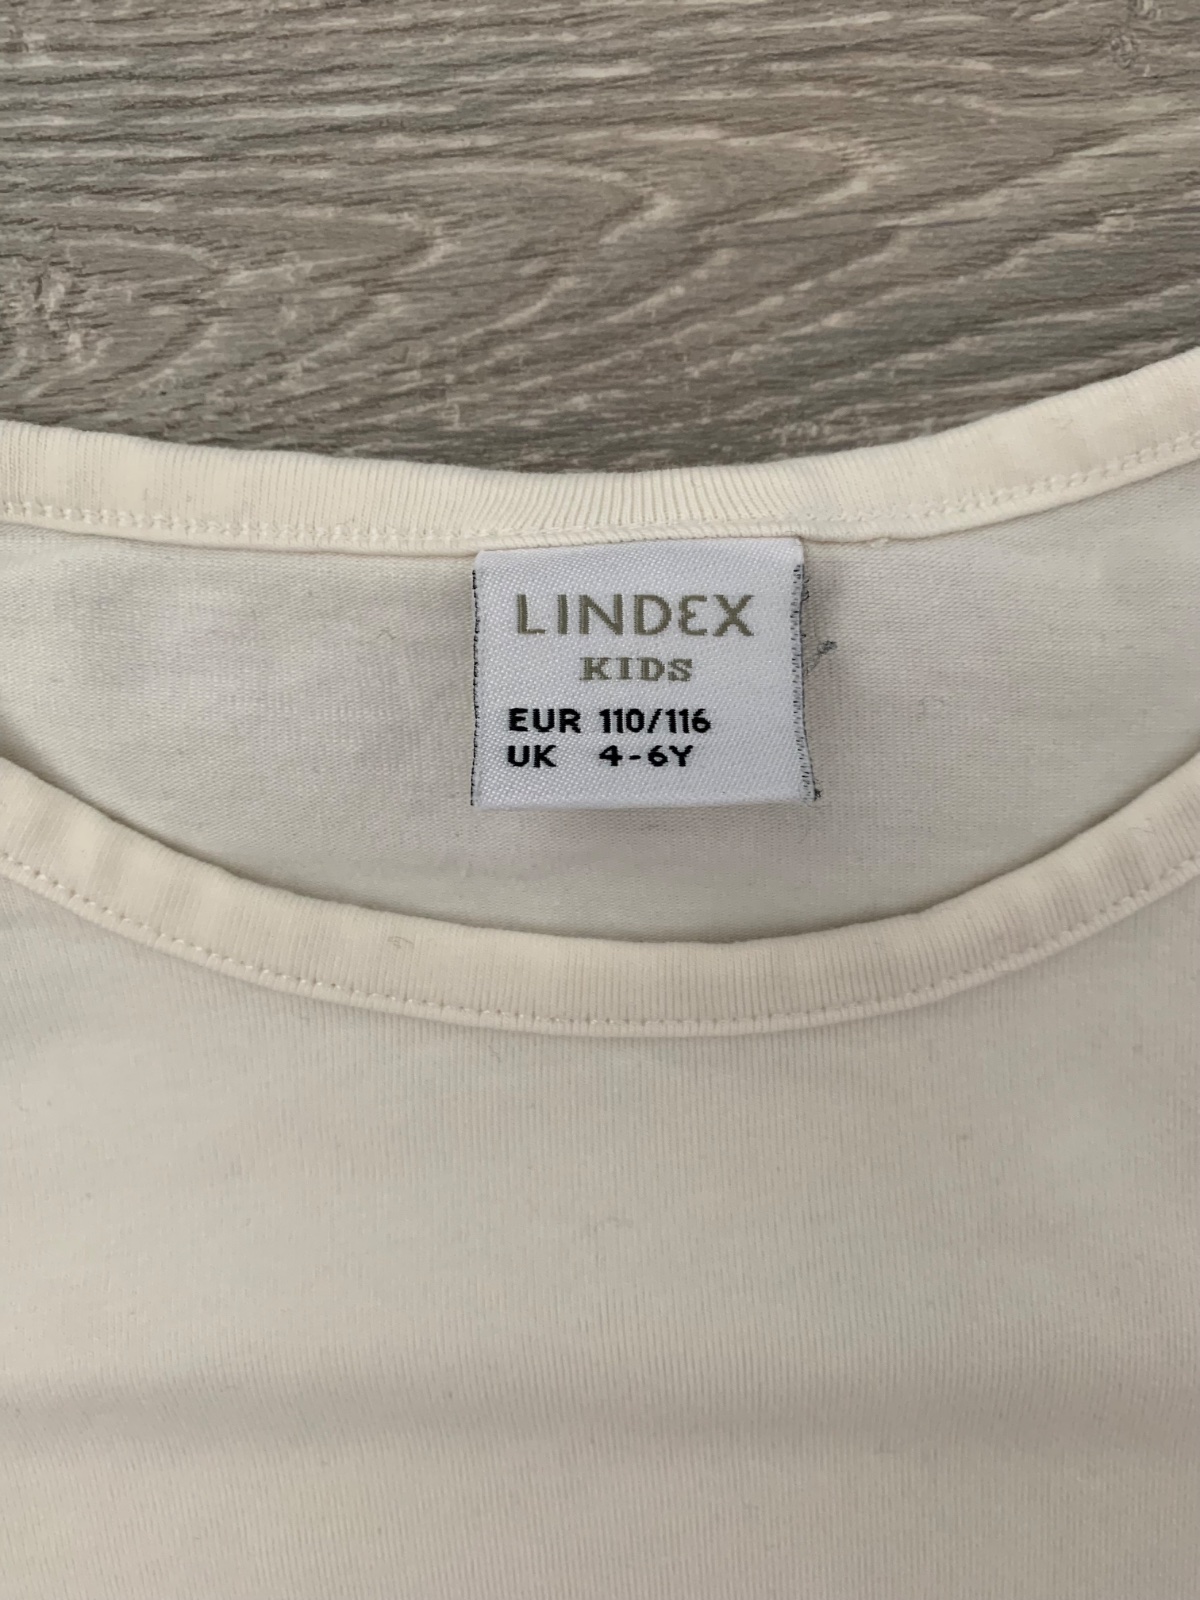 LINDEX
KIDS
EUR 110/116
UK 4-6Y